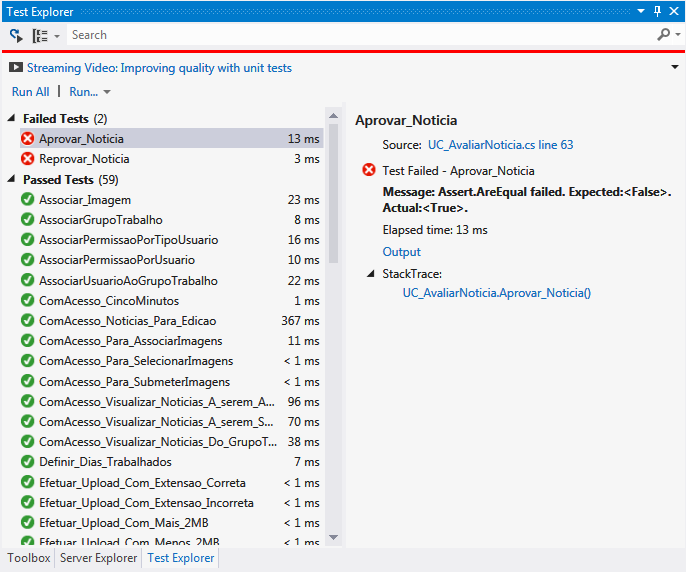 Test Explorer
Search
Streaming Video: Improving quality with unit tests
Run All | Run...
Failed Tests (2)
Aprovar_Noticia 13 ms
Reprovar_Noticia 3 ms
Passed Tests (59)
Associar_Imagem 23 ms
AssociarGrupoTrabalho 8 ms
AssociarPermissaoPorTipoUsuario 16 ms
AssociarPermissaoPorUsuario 10 ms
AssociarUsuarioAoGrupoTrabalho 22 ms
ComAcesso_CincoMinutos 1 ms
ComAcesso_Noticias_Para_Edicao 367 ms
ComAcesso_Para_AssociarImagens 11 ms
ComAcesso_Para_SelecionarImagens < 1 ms
ComAcesso_Para_SubmeterImagens < 1 ms
ComAcesso_Visualizar_Noticias_A_serem_A... 96 ms
ComAcesso_Visualizar_Noticias_A_serem_S... 70 ms
ComAcesso_Visualizar_Noticias_Do_GrupoT... 38 ms
Definir_Dias_Trabalhados 7 ms
Efetuar_Upload_Com_Extensao_Correta < 1 ms
Efetuar_Upload_Com_Extensao_Incorreta < 1 ms
Efetuar_Upload_Com_Mais_2MB < 1 ms
Efetuar_Upload_Com_Menos_2MB < 1 ms
Aprovar_Noticia
Source: UC_AvaliarNoticia.cs line 63
Test Failed - Aprovar_Noticia
Message: Assert.AreEqual failed. Expected:<False>.
Actual:<True>.
Elapsed time: 13 ms
Output
StackTrace:
UC_AvaliarNoticia.Aprovar_Noticia()
Toolbox Server Explorer Test Explorer